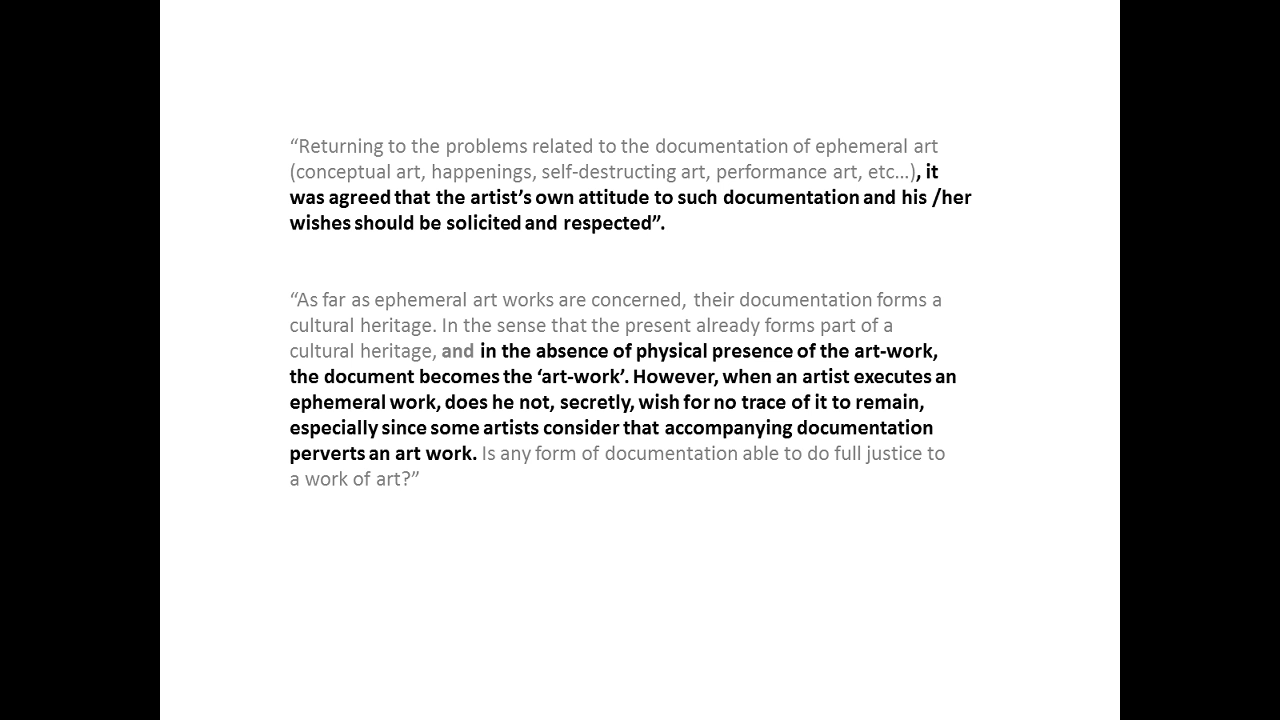 “Returning to the problems related to the documentation of ephemeral art
(conceptual art, happenings, self-destructing art, performance art, etc…), it
was agreed that the artist’s own attitude to such documentation and his /her
wishes should be solicited and respected”.
“As far as ephemeral art works are concerned, their documentation forms a
cultural heritage. In the sense that the present already forms part of a
cultural heritage, and in the absence of physical presence of the art-work,
the document becomes the ‘art-work’. However, when an artist executes an
ephemeral work, does he not, secretly, wish for no trace of it to remain,
especially since some artists consider that accompanying documentation
perverts an art work. Is any form of documentation able to do full justice to
a work of art?”